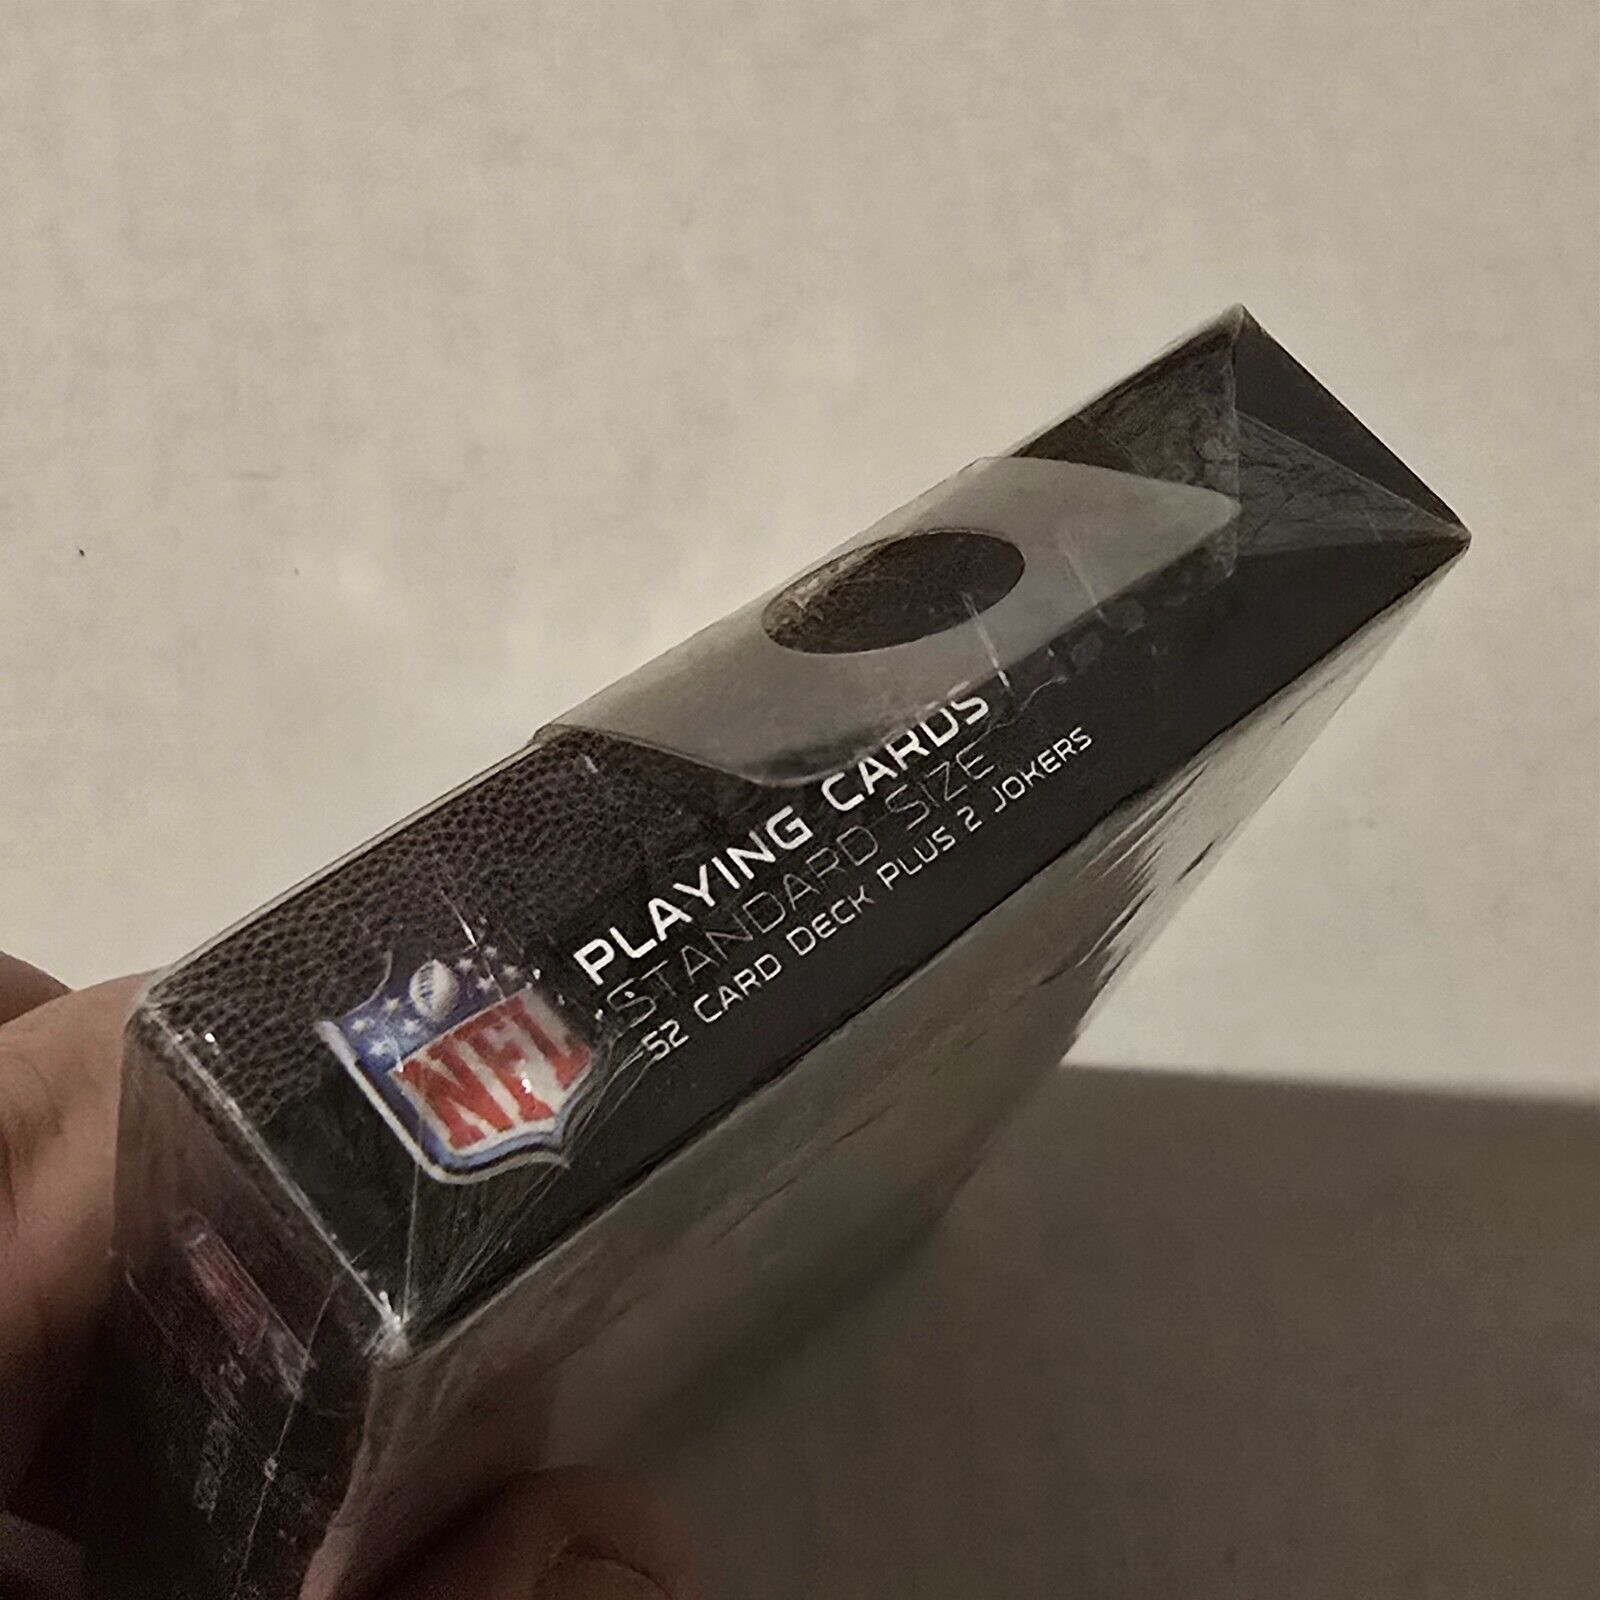 PLAYING CARDS
STANDARD SIZE
52 CARD DECK PLUS 2 JOKERS
NFL